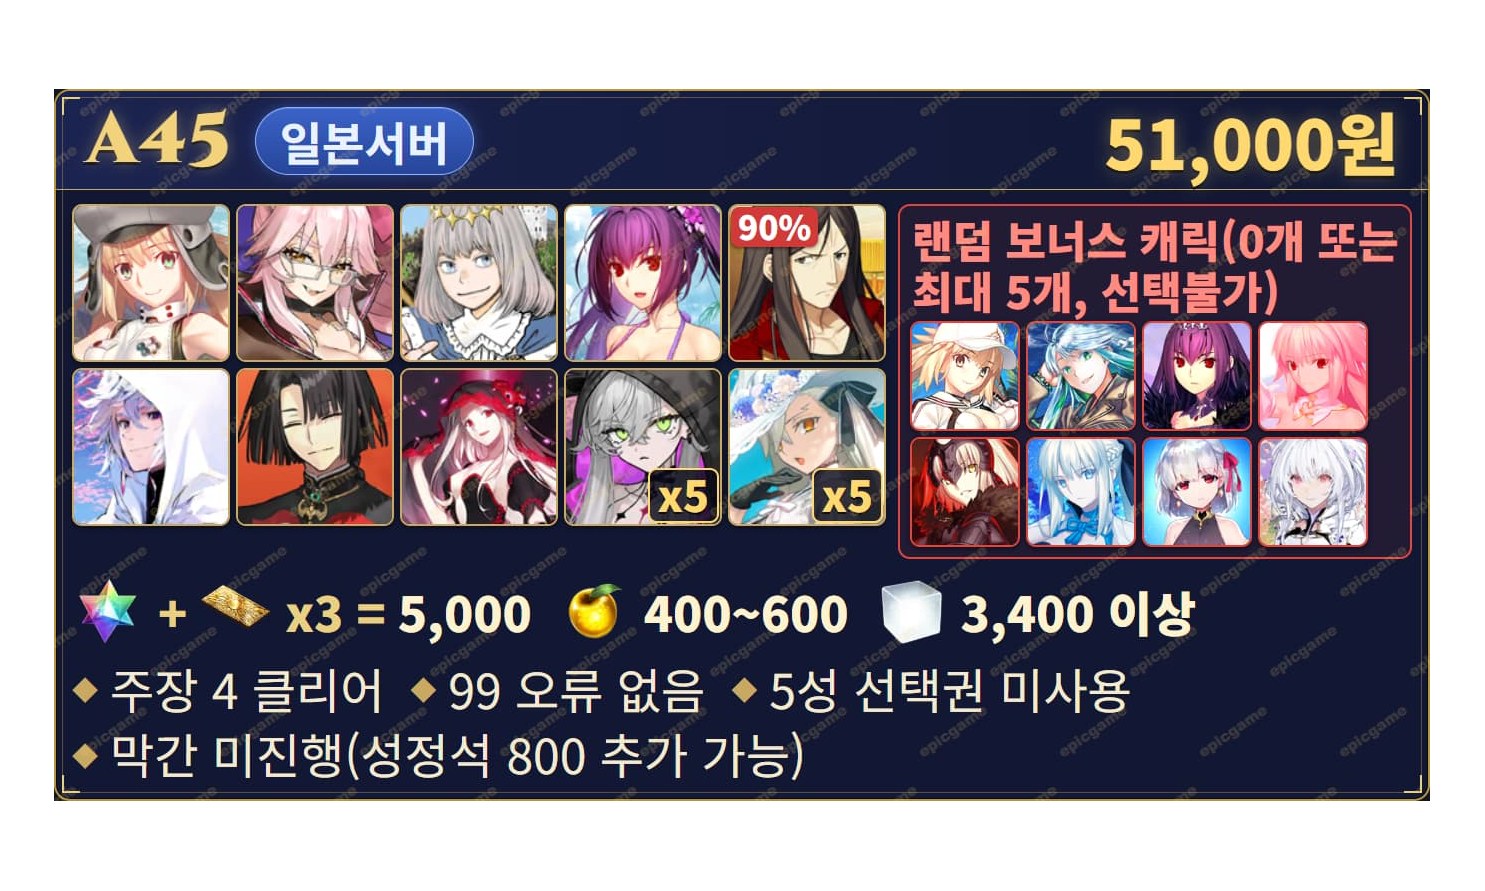 A45 일본서버 51,000원
90%
랜덤 보너스 캐릭(0개 또는
최대 5개, 선택불가)
x5 x5
+ x3 = 5,000 400~600 3,400 이상
◆ 주장 4 클리어 ◆ 99 오류 없음 ◆ 5성 선택권 미사용
◆ 막간 미진행(성정석 800 추가 가능)
epicgame